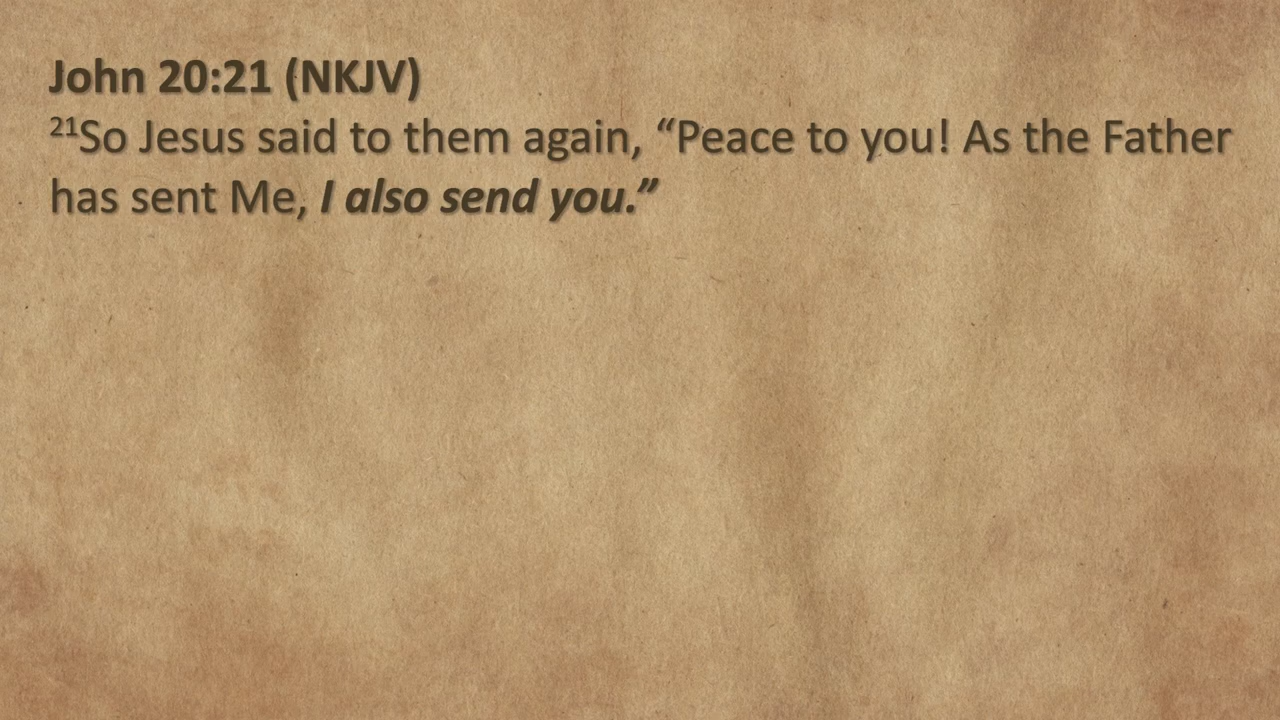 John 20:21 (NKJV)
²¹So Jesus said to them again, “Peace to you! As the Father
has sent Me, I also send you.”